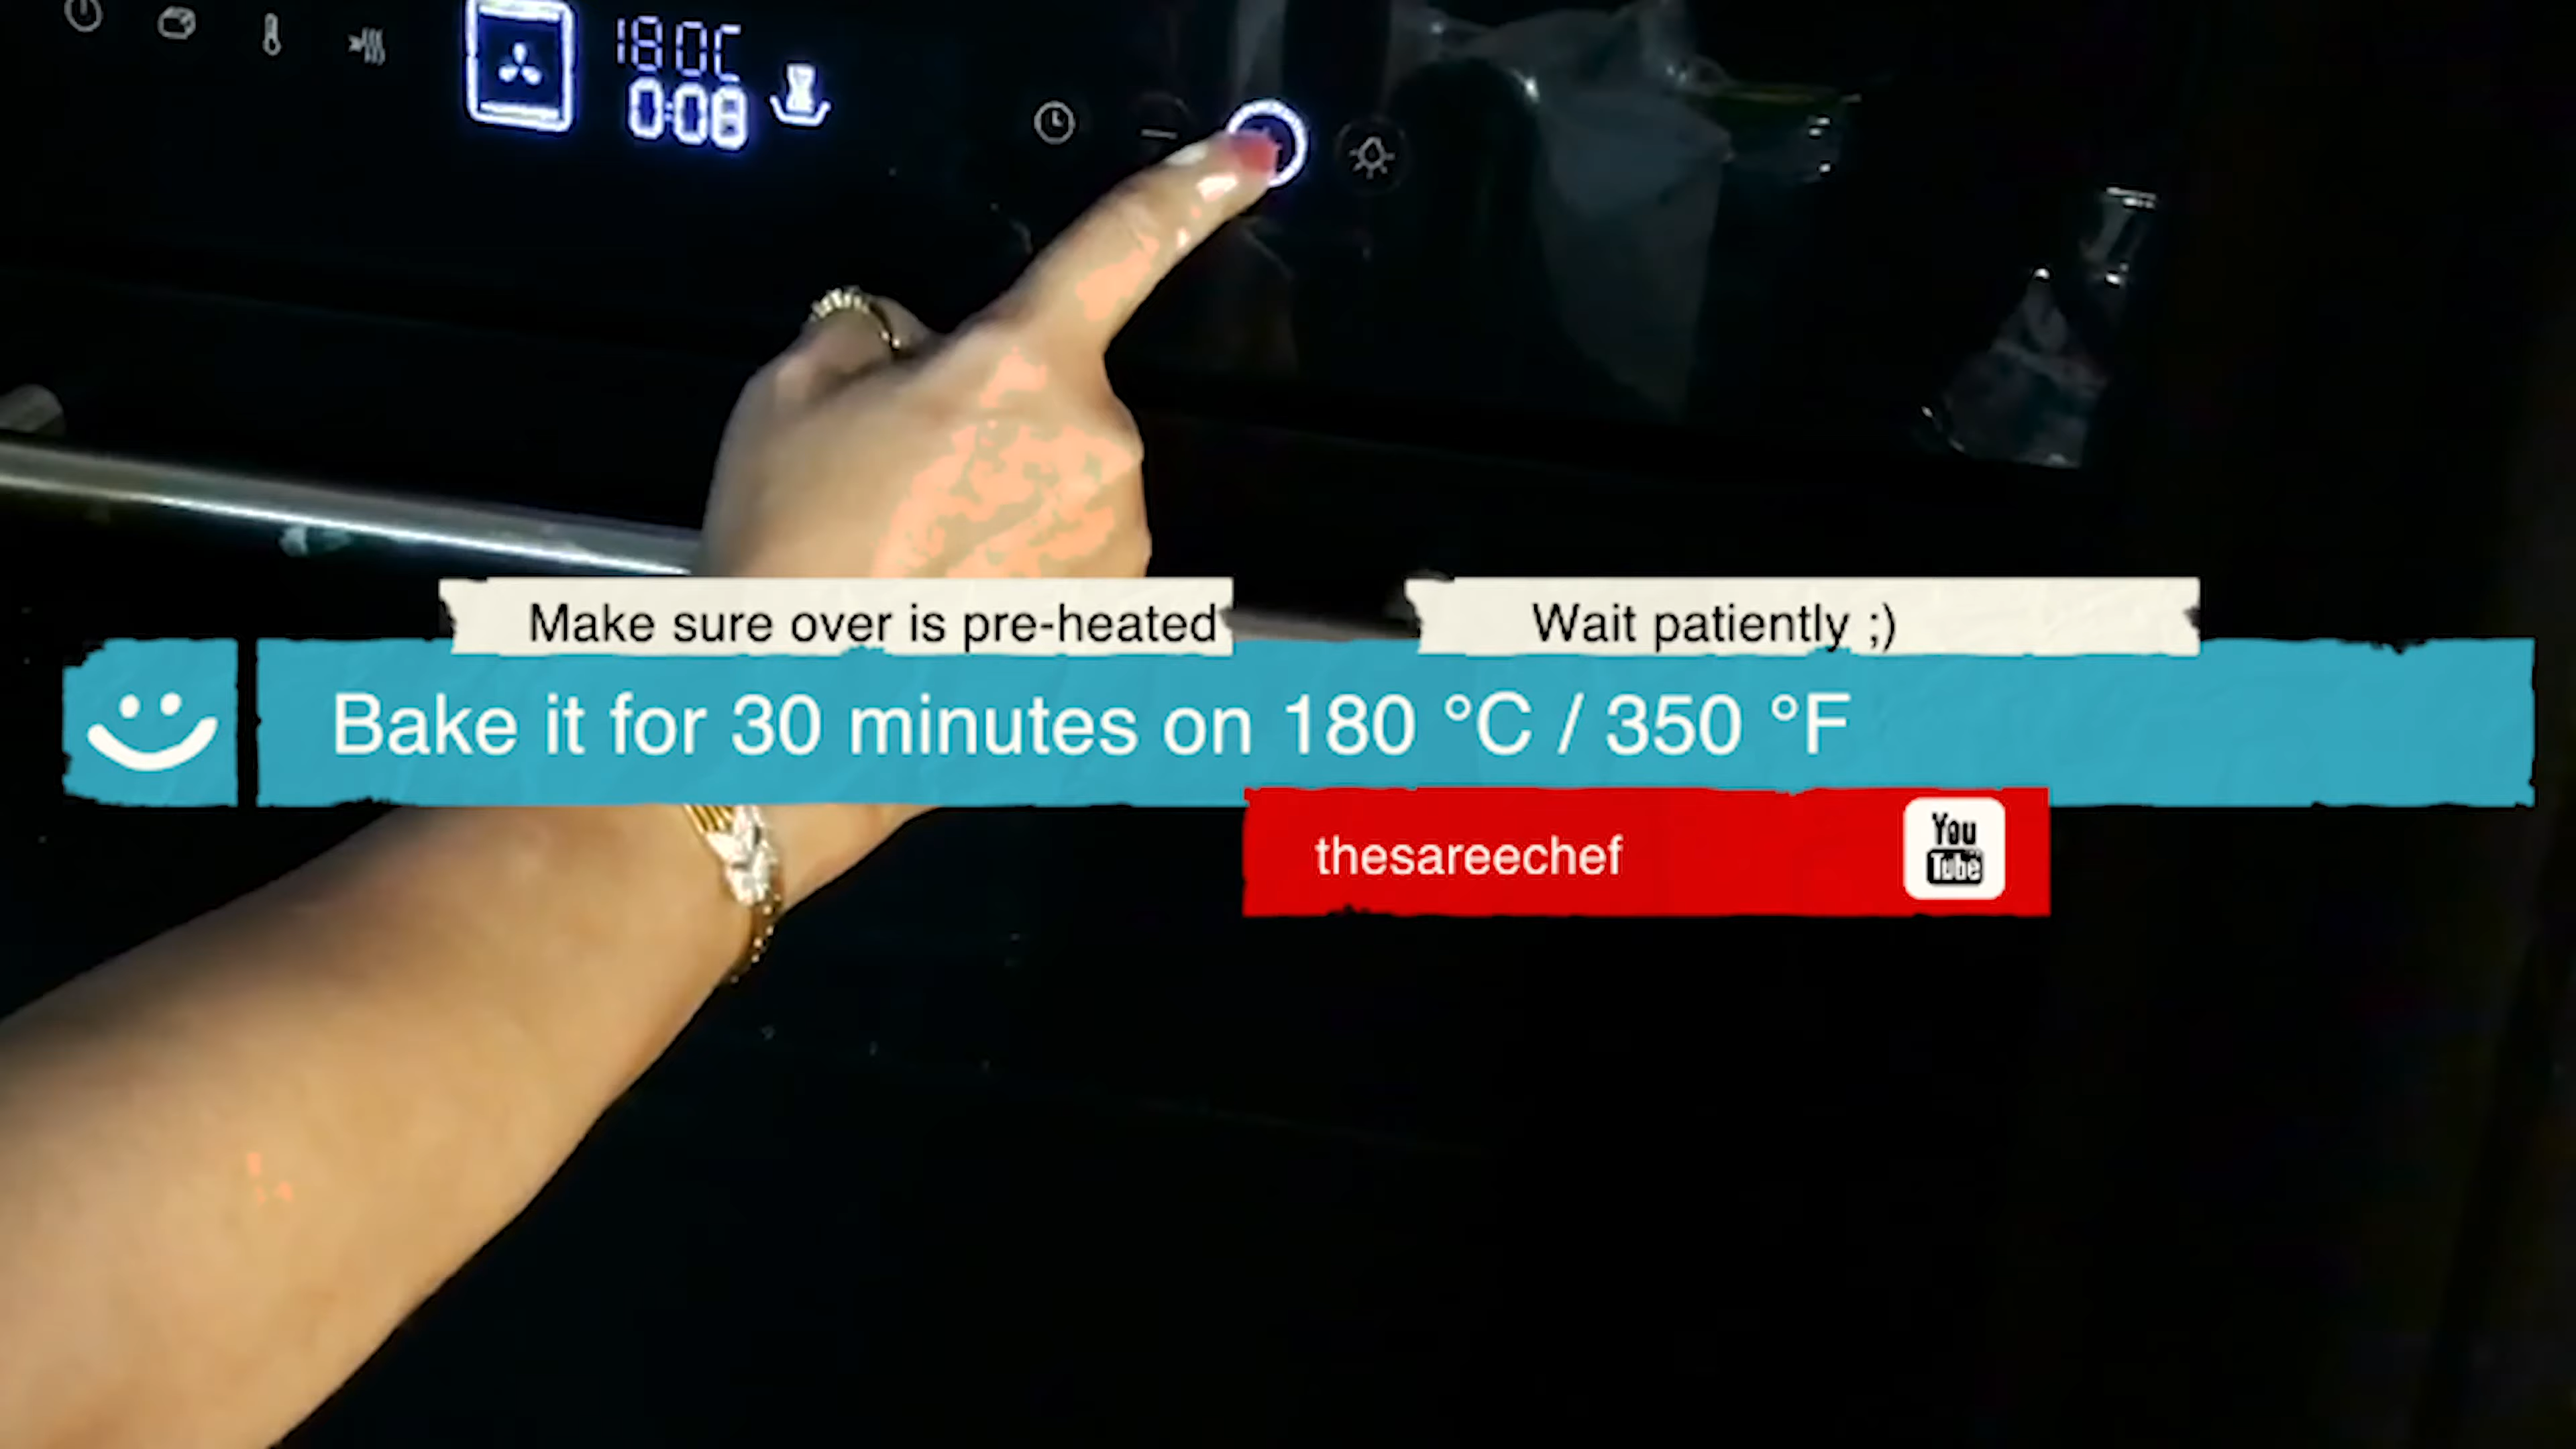 180C
0:08
Make sure over is pre-heated
Wait patiently ;)
Bake it for 30 minutes on 180 °C / 350 °F
thesareechef
You
Tube